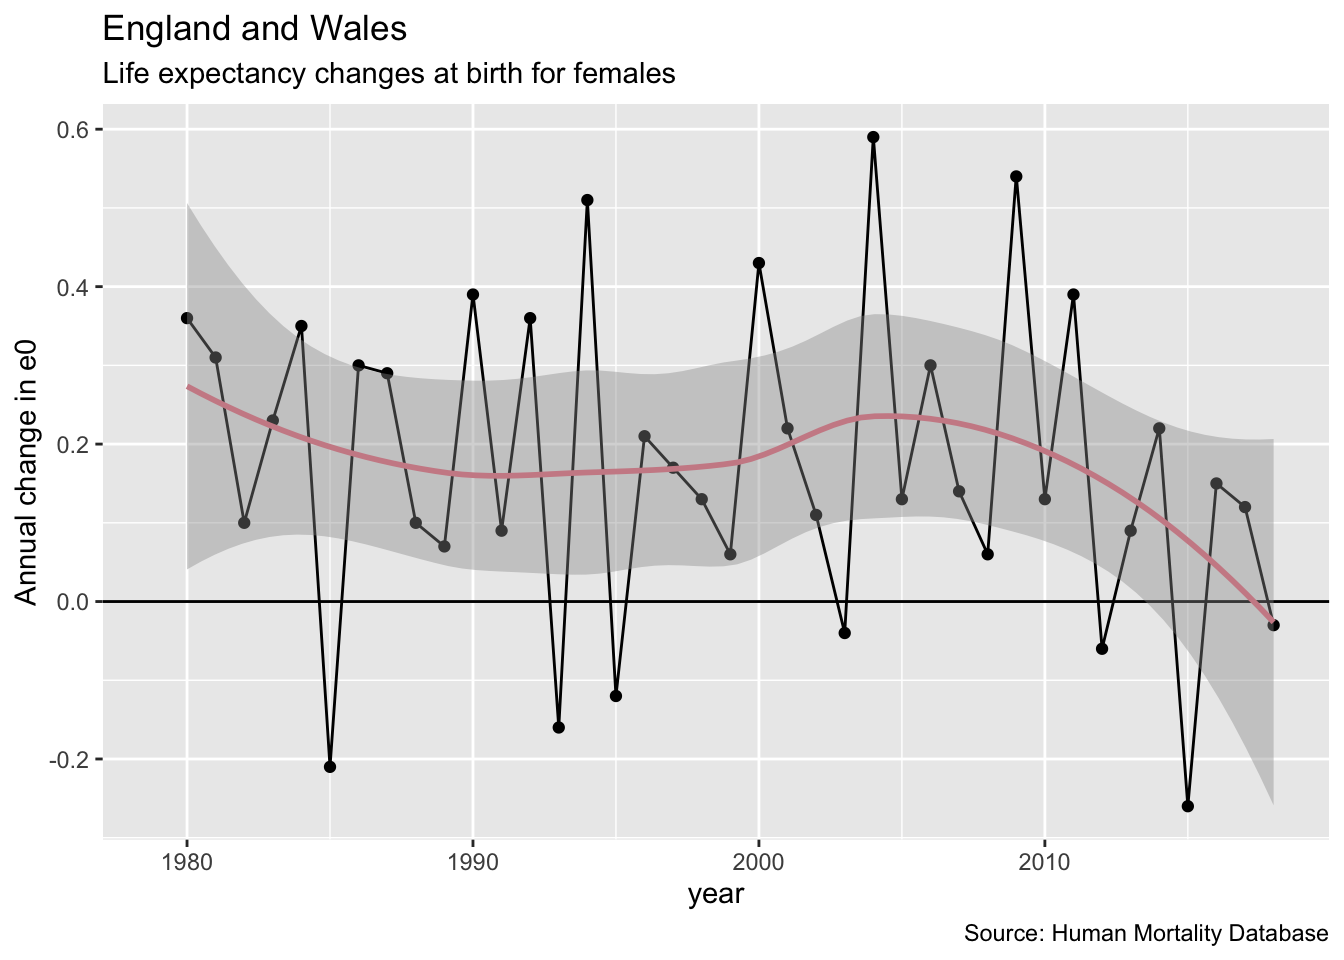 England and Wales
Life expectancy changes at birth for females
Annual change in e0
0.6
0.4
0.2
0.0
-0.2
1980 1990 2000 2010
year
Source: Human Mortality Database